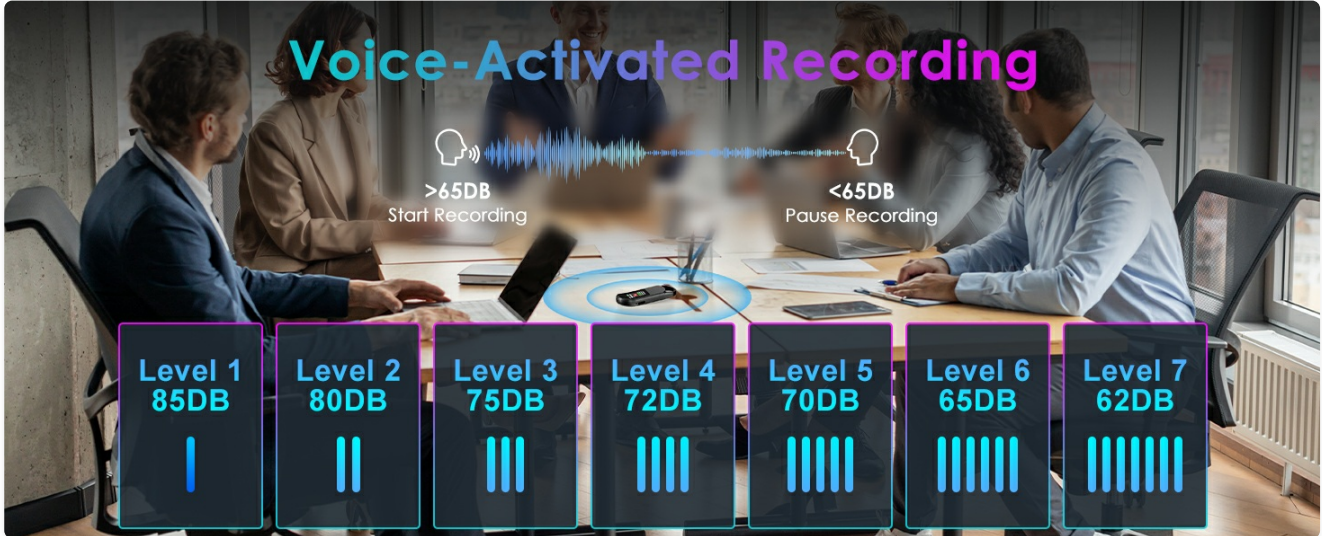 Voice-Activated Recording
>65DB
Start Recording
<65DB
Pause Recording
Level 1
85DB
Level 2
80DB
Level 3
75DB
Level 4
72DB
Level 5
70DB
Level 6
65DB
Level 7
62DB